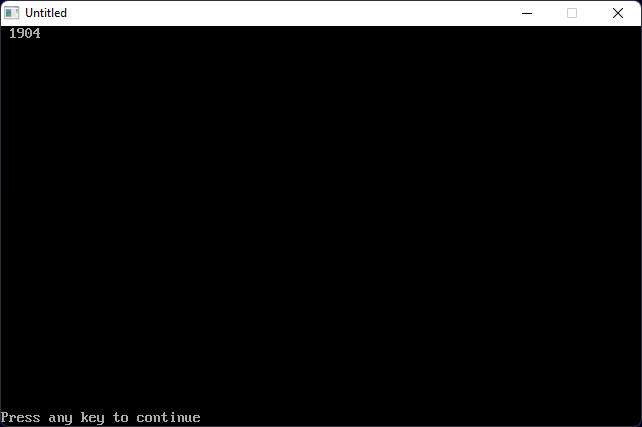 Untitled
1904
Press any key to continue